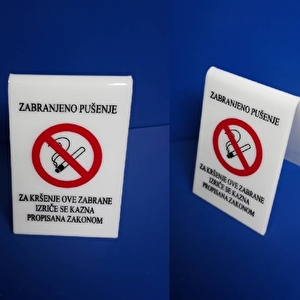 ZABRANJENO PUŠENJE
ZA KRŠENJE OVE ZABRANE
IZRIČE SE KAZNA
PROPISANA ZAKONOM
ZABRANJENO PUŠENJE
ZA KRŠENJE OVE ZABRANE
IZRIČE SE KAZNA
PROPISANA ZAKONOM